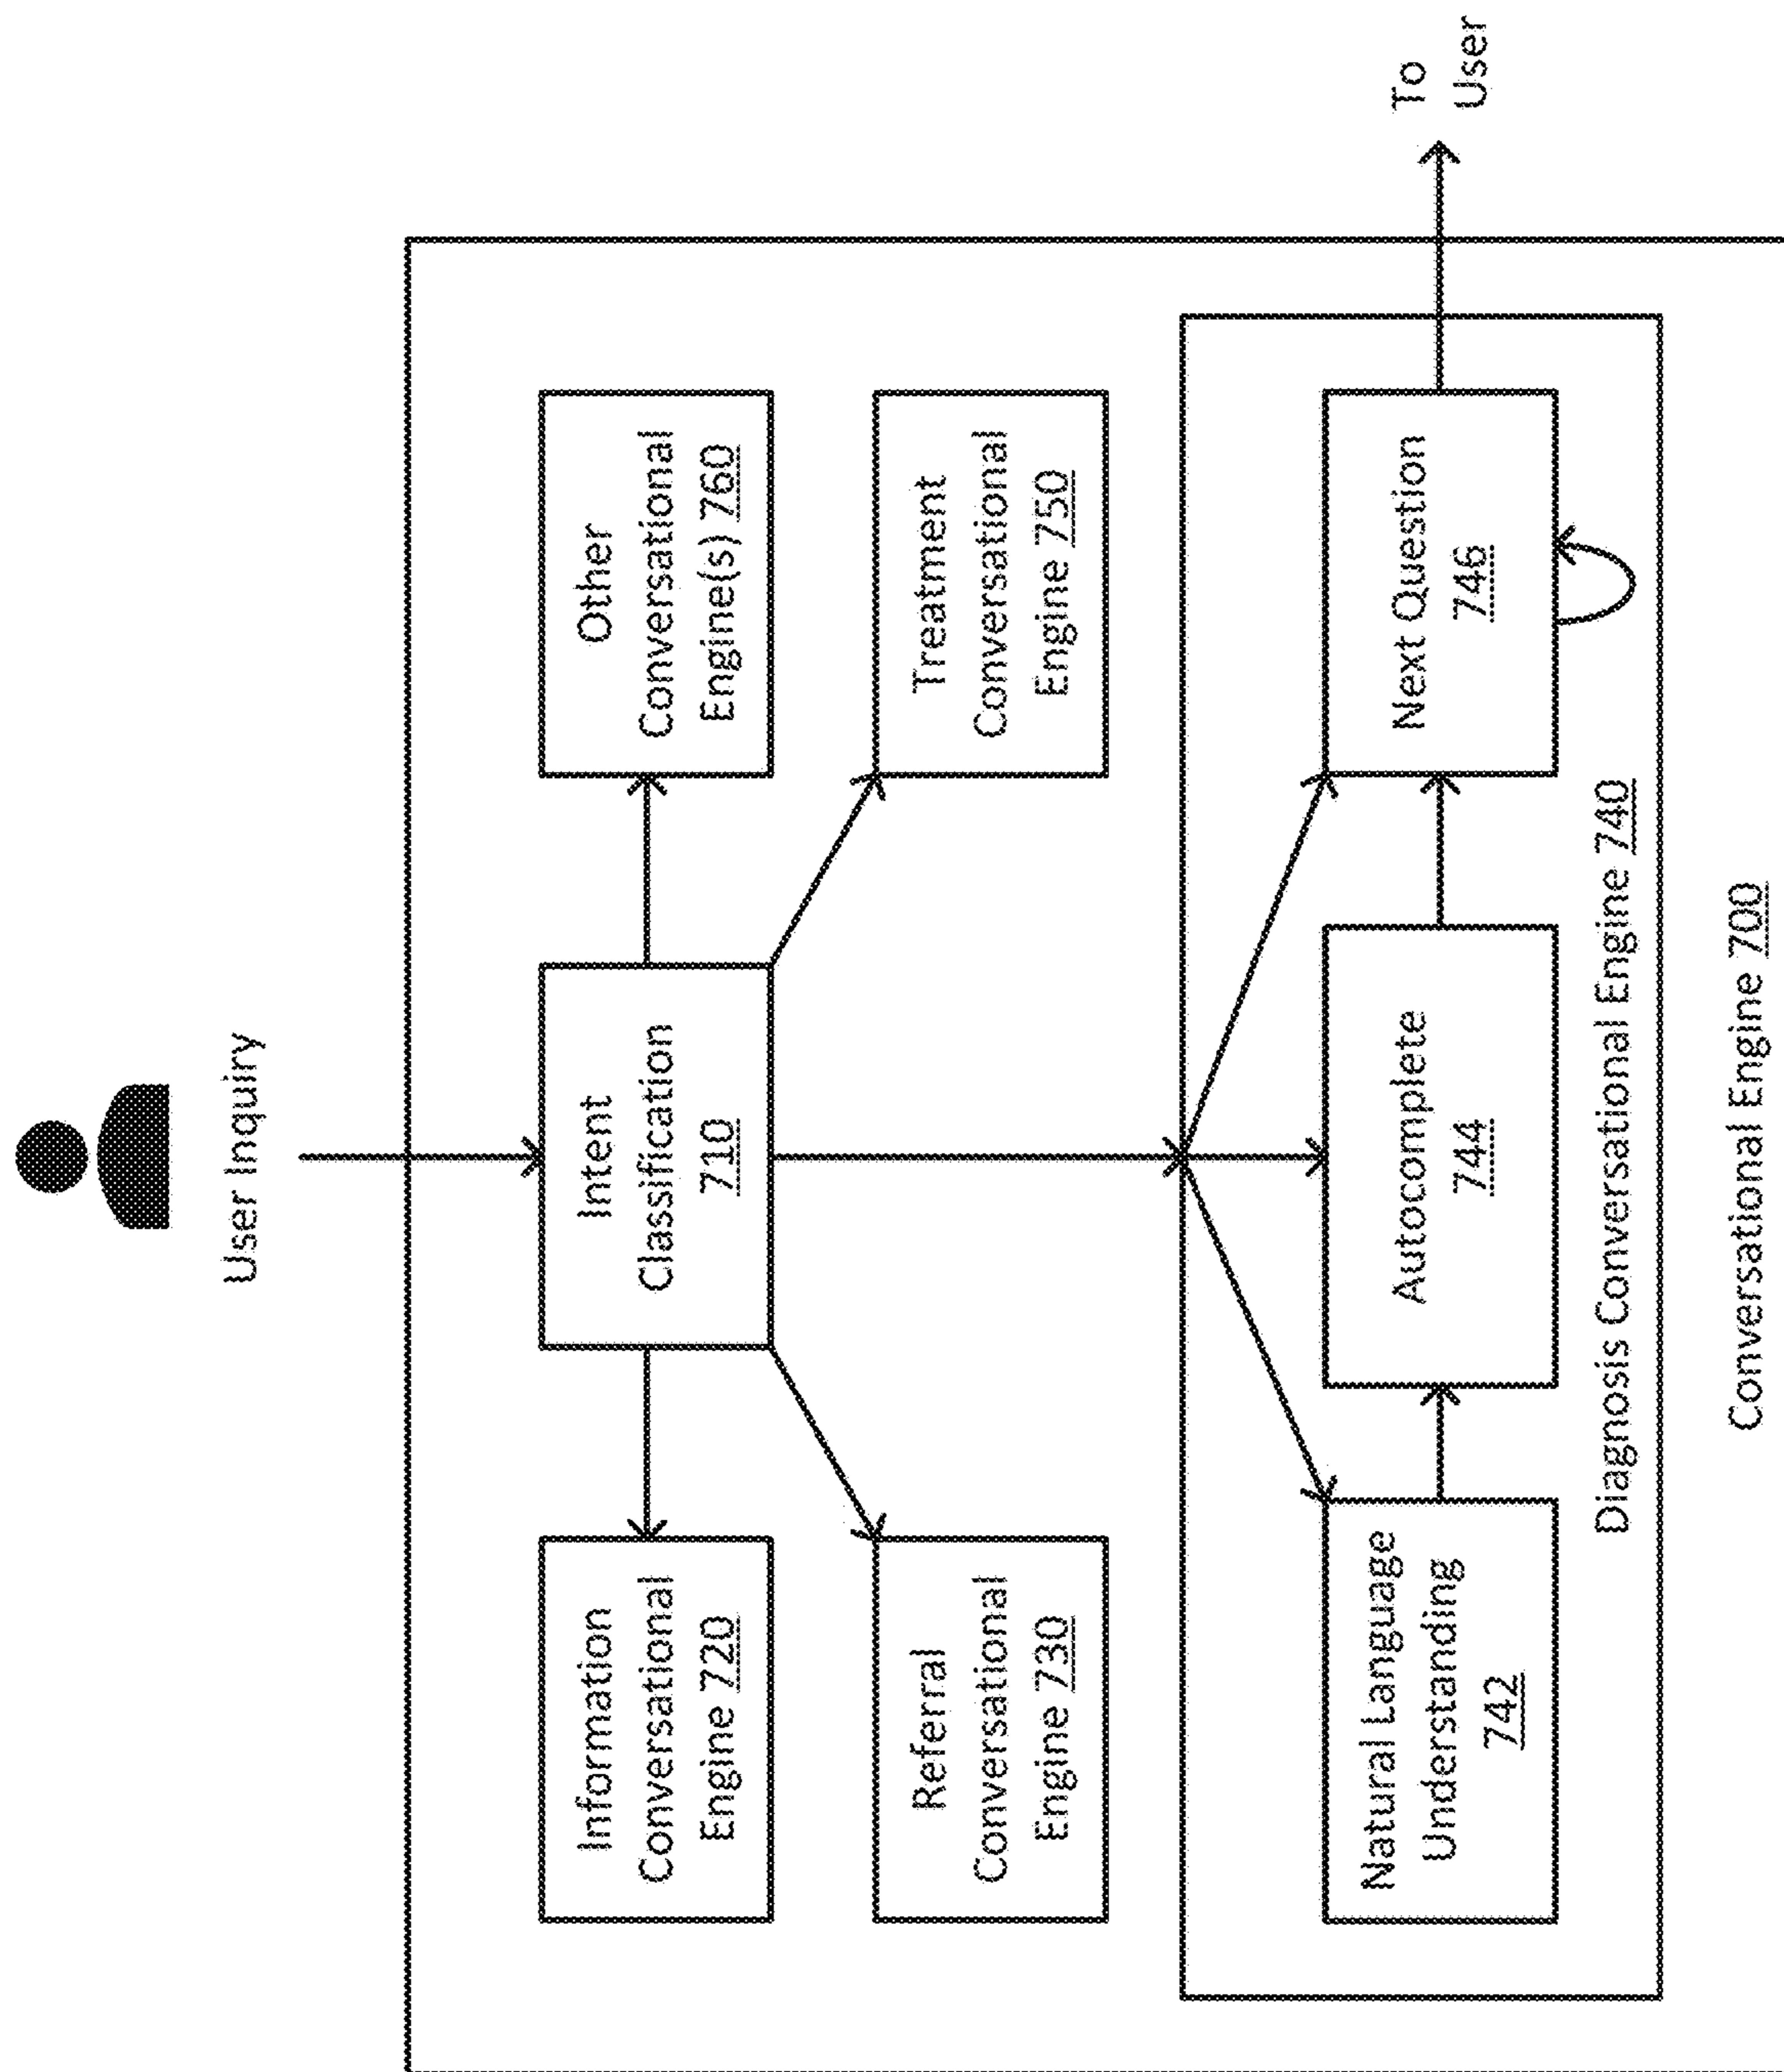 User Inquiry
Information
Conversational
Engine 720
Intent
Classification
710
Other
Conversational
Engine(s) 760
Referral
Conversational
Engine 730
Treatment
Conversational
Engine 750
Natural Language
Understanding
742
Autocomplete
744
Next Question
746
To
User
Diagnosis Conversational Engine 740
Conversational Engine 700